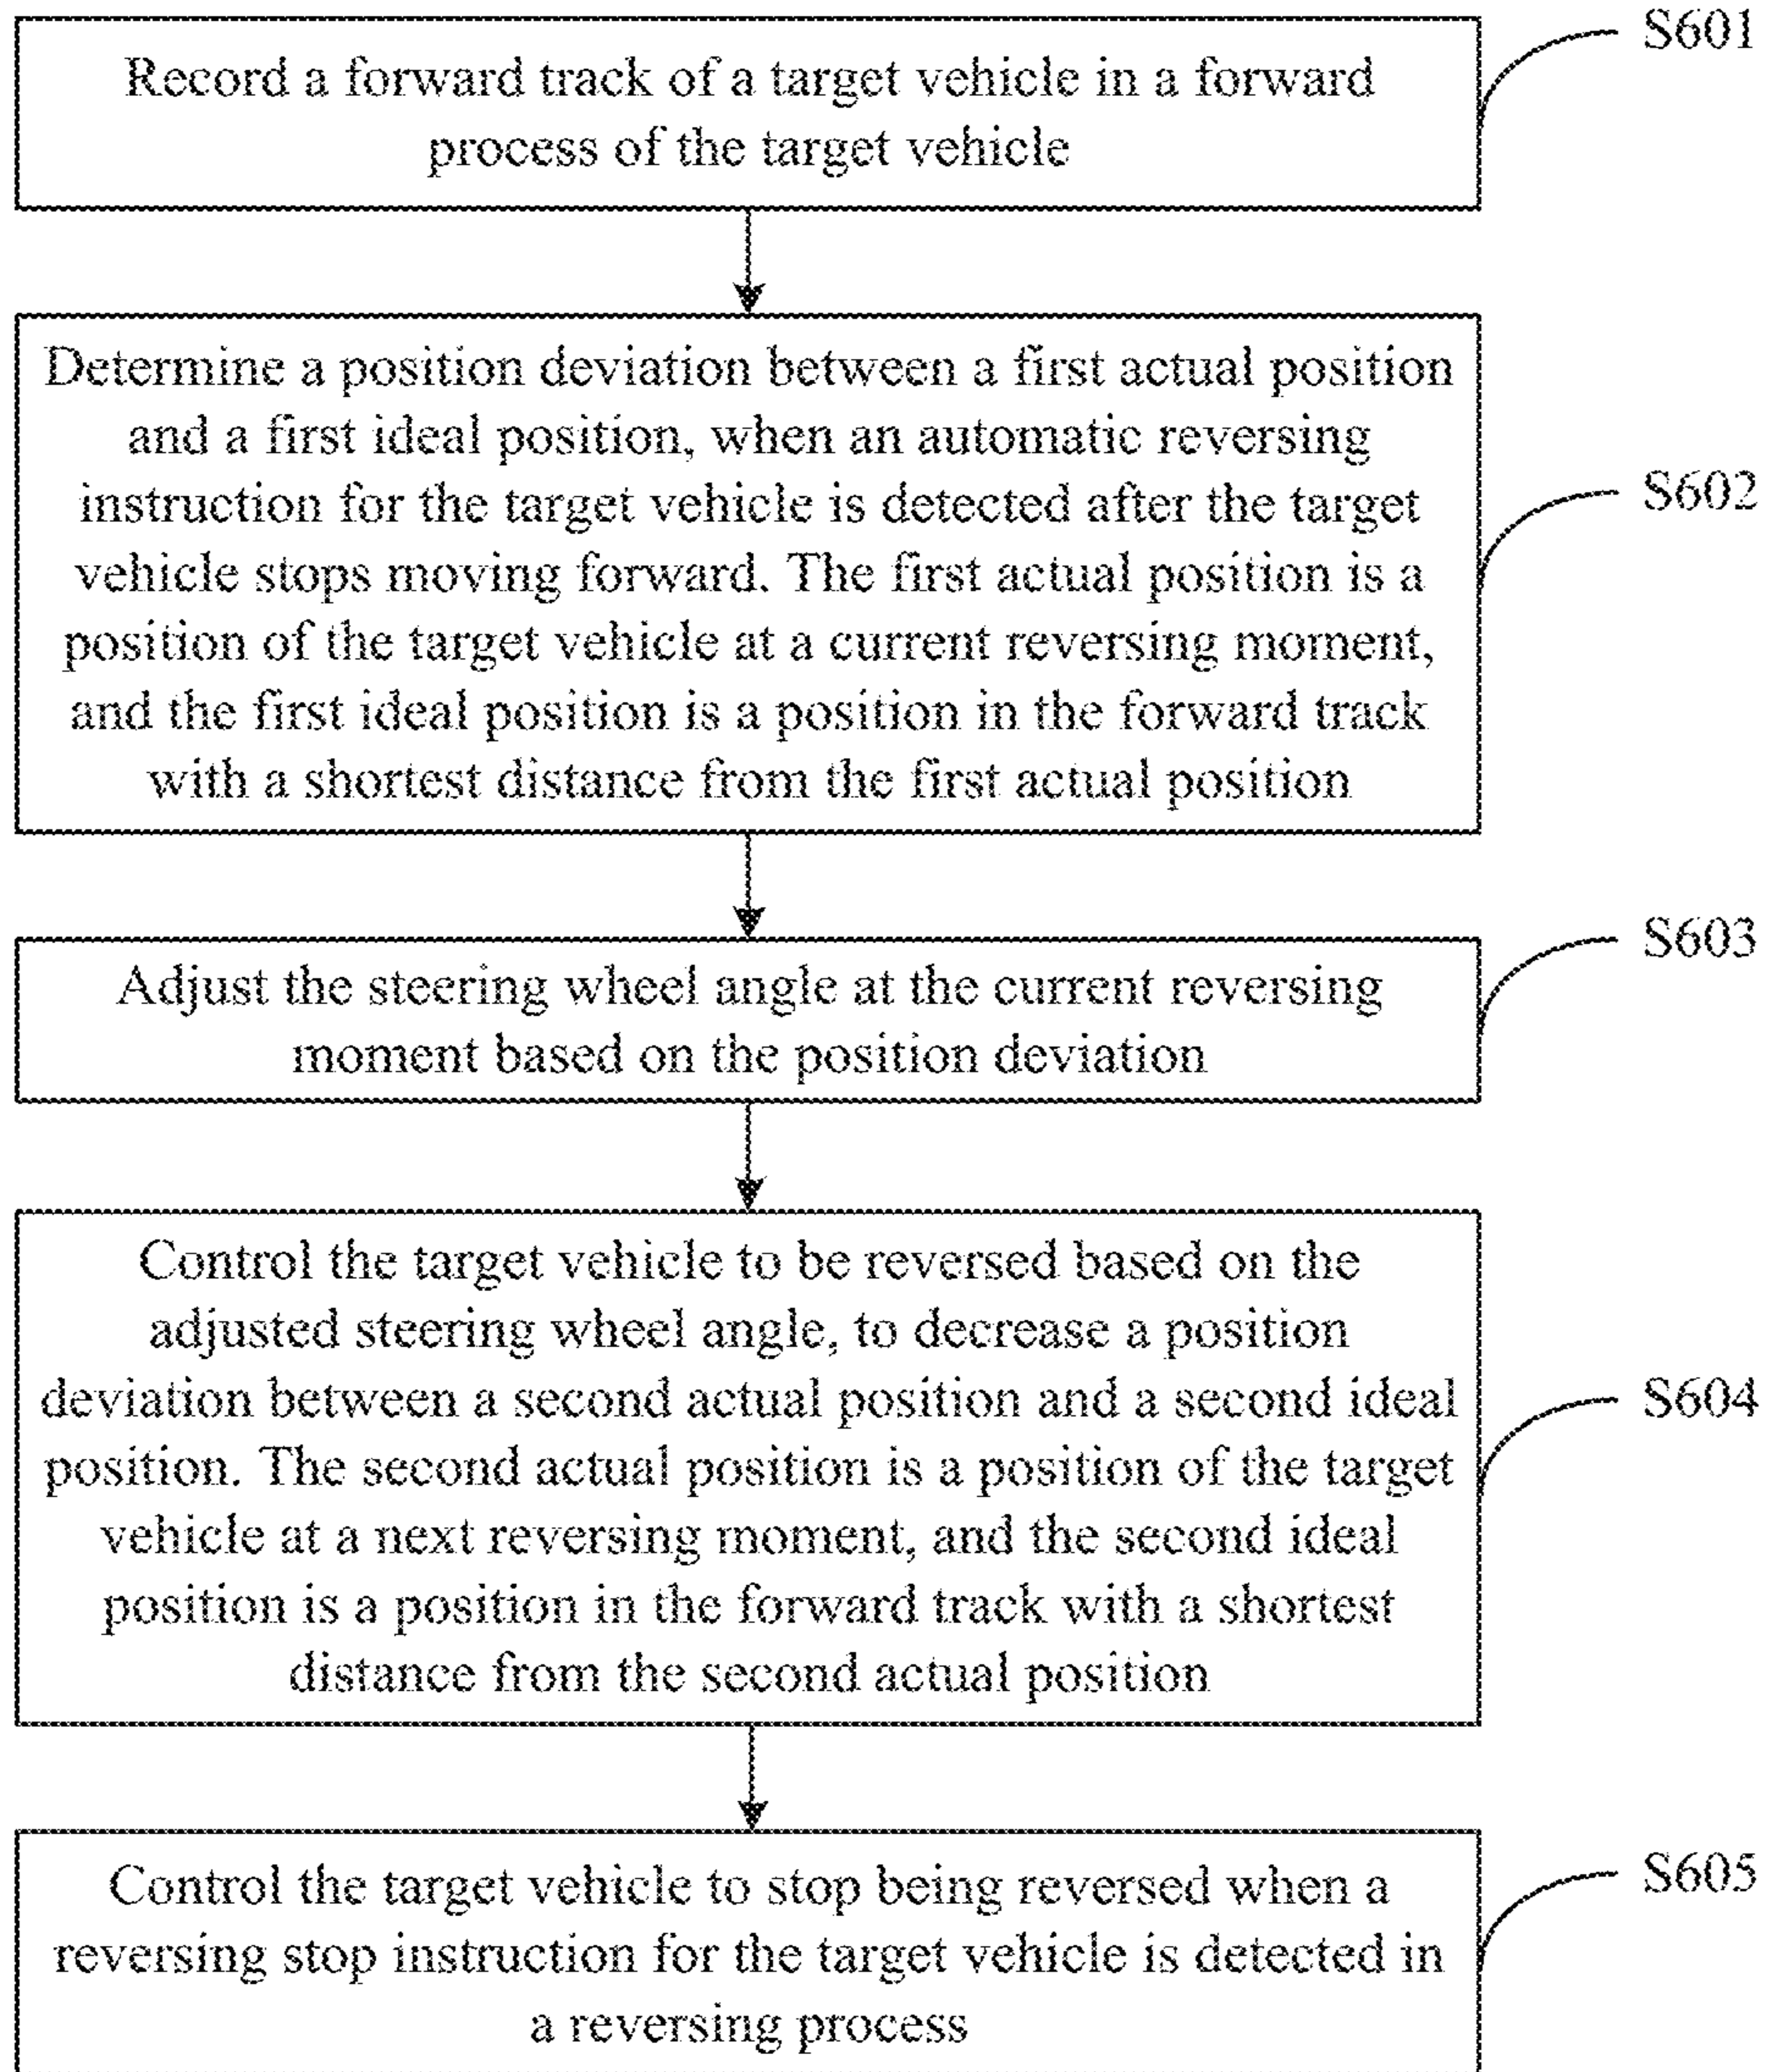 S601
Record a forward track of a target vehicle in a forward
process of the target vehicle
Determine a position deviation between a first actual position
and a first ideal position, when an automatic reversing
instruction for the target vehicle is detected after the target
vehicle stops moving forward. The first actual position is a
position of the target vehicle at a current reversing moment,
and the first ideal position is a position in the forward track
with a shortest distance from the first actual position
S602
Adjust the steering wheel angle at the current reversing
moment based on the position deviation
S603
Control the target vehicle to be reversed based on the
adjusted steering wheel angle, to decrease a position
deviation between a second actual position and a second ideal
position. The second actual position is a position of the target
vehicle at a next reversing moment, and the second ideal
position is a position in the forward track with a shortest
distance from the second actual position
S604
Control the target vehicle to stop being reversed when a
reversing stop instruction for the target vehicle is detected in
a reversing process
S605